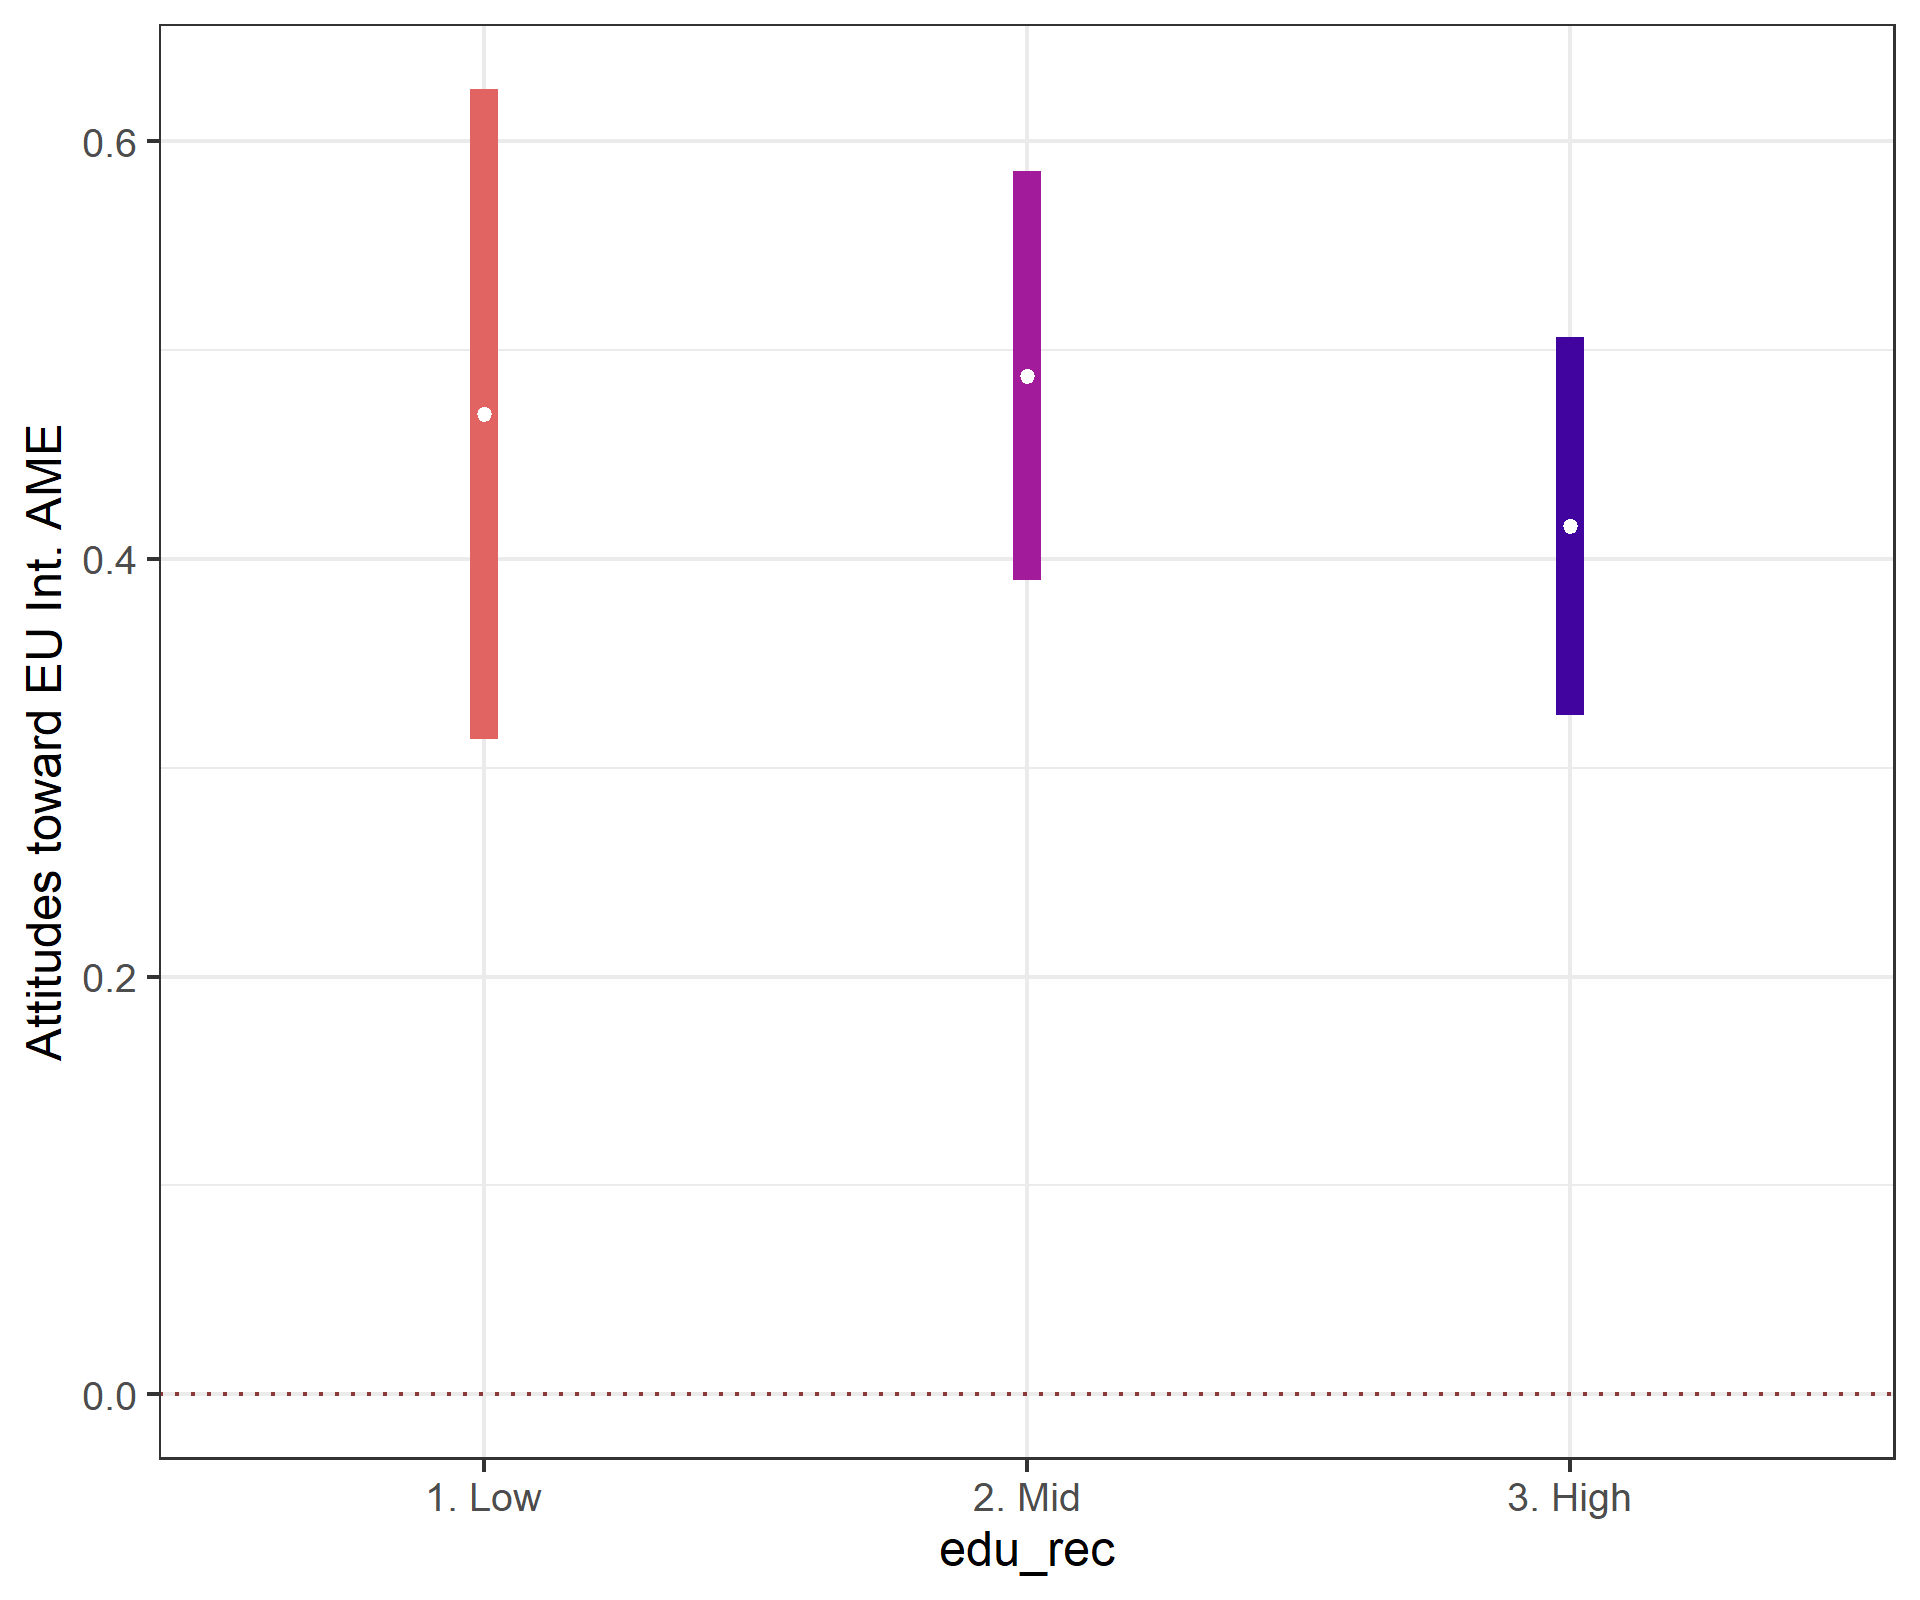 Attitudes toward EU Int. AME
0.6
0.4
0.2
0.0
1. Low
2. Mid
3. High
edu_rec